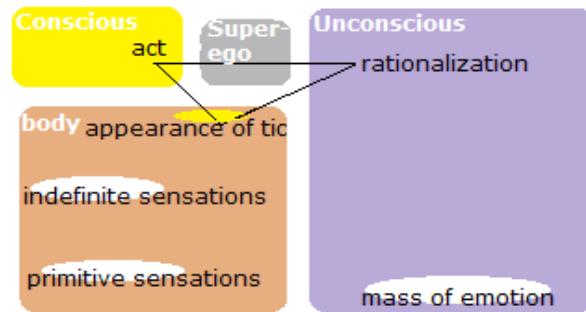 Conscious
act
Super-
ego
Unconscious
rationalization
body
appearance of tic
indefinite sensations
primitive sensations
mass of emotion